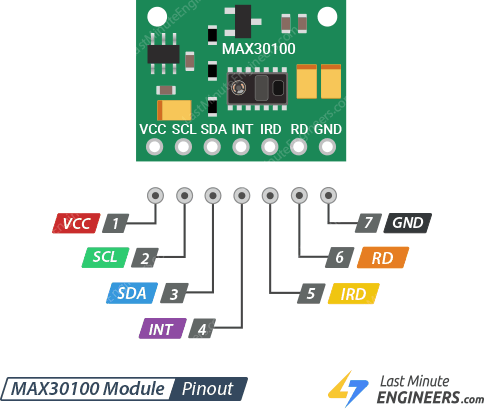 MAX30100
VCC SCL SDA INT IRD RD GND
VCC 1
7 GND
SCL 2
6 RD
SDA 3
5 IRD
INT 4
MAX30100 Module Pinout
Last Minute
ENGINEERS.com